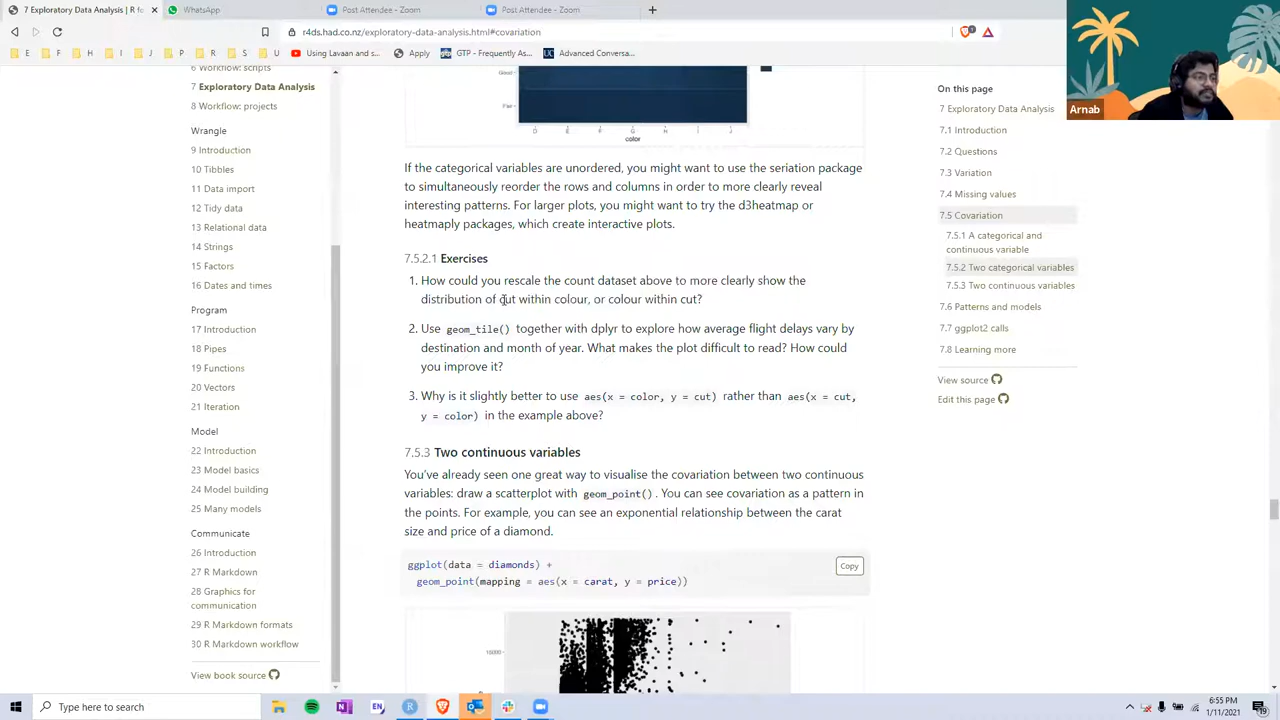 7 Exploratory Data Analysis | R fo
WhatsApp
Post Attendee - Zoom
Post Attendee - Zoom
r4ds.had.co.nz/exploratory-data-analysis.html#covariation
E
F
H
I
J
P
R
S
U
Using Lavaan and s...
Apply
GTP - Frequently As...
Advanced Conversa...
Arnab
6 Workflow: scripts
7 Exploratory Data Analysis
8 Workflow: projects
Wrangle
9 Introduction
10 Tibbles
11 Data import
12 Tidy data
13 Relational data
14 Strings
15 Factors
16 Dates and times
Program
17 Introduction
18 Pipes
19 Functions
20 Vectors
21 Iteration
Model
22 Introduction
23 Model basics
24 Model building
25 Many models
Communicate
26 Introduction
27 R Markdown
28 Graphics for
communication
29 R Markdown formats
30 R Markdown workflow
View book source
Good
Fair
D E F G H I J
color
If the categorical variables are unordered, you might want to use the seriation package
to simultaneously reorder the rows and columns in order to more clearly reveal
interesting patterns. For larger plots, you might want to try the d3heatmap or
heatmaply packages, which create interactive plots.
7.5.2.1 Exercises
1. How could you rescale the count dataset above to more clearly show the
distribution of cut within colour, or colour within cut?
2. Use geom_tile() together with dplyr to explore how average flight delays vary by
destination and month of year. What makes the plot difficult to read? How could
you improve it?
3. Why is it slightly better to use aes(x = color, y = cut) rather than aes(x = cut,
y = color) in the example above?
7.5.3 Two continuous variables
You've already seen one great way to visualise the covariation between two continuous
variables: draw a scatterplot with geom_point(). You can see covariation as a pattern in
the points. For example, you can see an exponential relationship between the carat
size and price of a diamond.
ggplot(data = diamonds) +
geom_point(mapping = aes(x = carat, y = price))
Copy
15000
On this page
7 Exploratory Data Analysis
7.1 Introduction
7.2 Questions
7.3 Variation
7.4 Missing values
7.5 Covariation
7.5.1 A categorical and
continuous variable
7.5.2 Two categorical variables
7.5.3 Two continuous variables
7.6 Patterns and models
7.7 ggplot2 calls
7.8 Learning more
View source
Edit this page
Type here to search
6:55 PM
1/11/2021
19